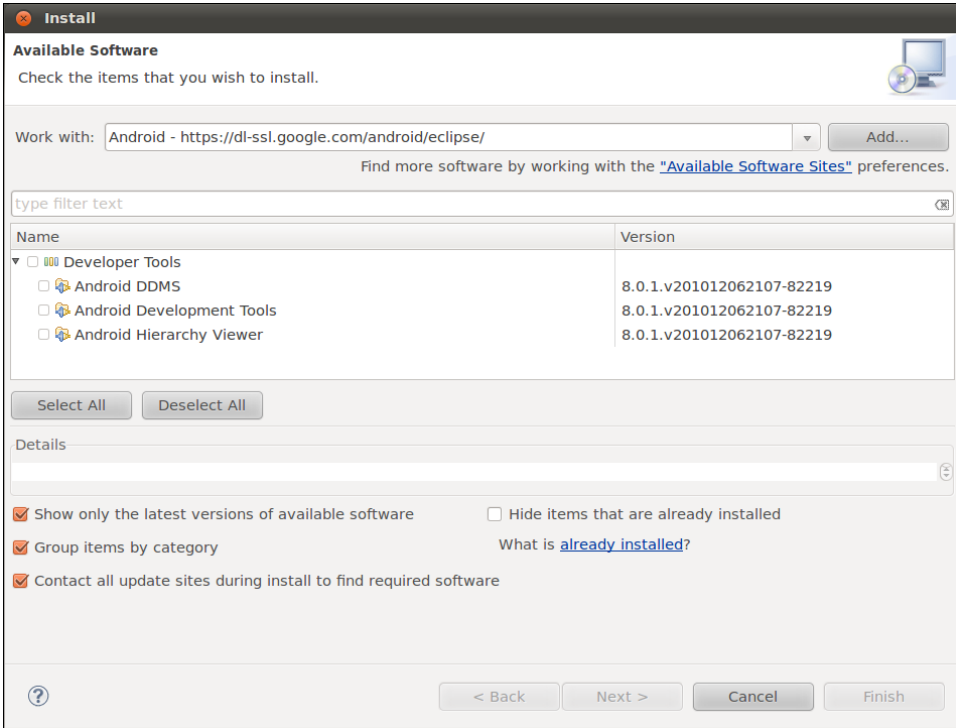 Install
Available Software
Check the items that you wish to install.
Work with: Android - https://dl-ssl.google.com/android/eclipse/ Add...
Find more software by working with the "Available Software Sites" preferences.
type filter text
Name Version
Developer Tools
Android DDMS 8.0.1.v201012062107-82219
Android Development Tools 8.0.1.v201012062107-82219
Android Hierarchy Viewer 8.0.1.v201012062107-82219
Select All Deselect All
Details
Show only the latest versions of available software Hide items that are already installed
Group items by category What is already installed?
Contact all update sites during install to find required software
? < Back Next > Cancel Finish